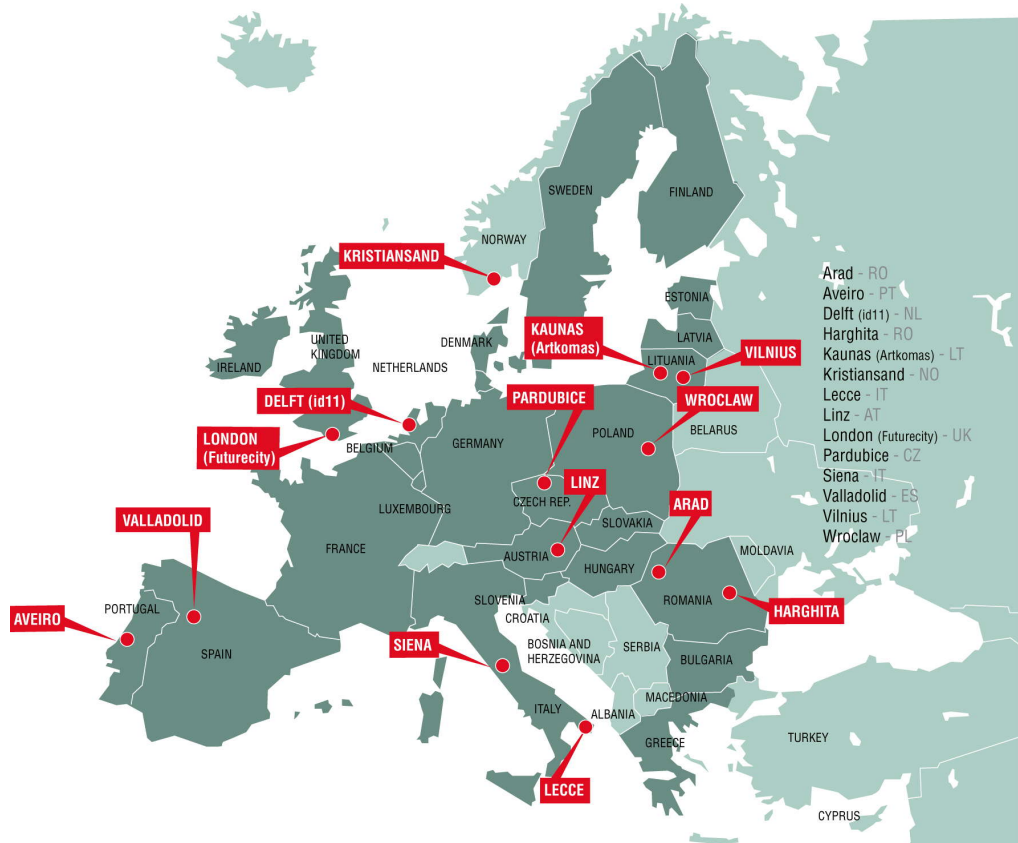 SWEDEN
FINLAND
NORWAY
KRISTIANSAND
ESTONIA
KAUNAS
(Artkomas)
LATVIA
UNITED
KINGDOM
DENMARK
NETHERLANDS
LITUANIA
VILNIUS
IRELAND
DELFT (id11)
PARDUBICE
WROCLAW
LONDON
(Futurecity)
BELGIUM
GERMANY
POLAND
BELARUS
LINZ
CZECH REP.
ARAD
LUXEMBOURG
VALLADOLID
SLOVAKIA
FRANCE
AUSTRIA
MOLDAVIA
HUNGARY
SLOVENIA
ROMANIA
HARGHITA
PORTUGAL
AVEIRO
CROATIA
SIENA
BOSNIA AND
HERZEGOVINA
SERBIA
SPAIN
BULGARIA
MACEDONIA
ITALY
ALBANIA
GREECE
TURKEY
LECCE
CYPRUS
Arad - RO
Aveiro - PT
Delft (id11) - NL
Harghita - RO
Kaunas (Artkomas) - LT
Kristiansand - NO
Lecce - IT
Linz - AT
London (Futurecity) - UK
Pardubice - CZ
Siena - IT
Valladolid - ES
Vilnius - LT
Wroclaw - PL